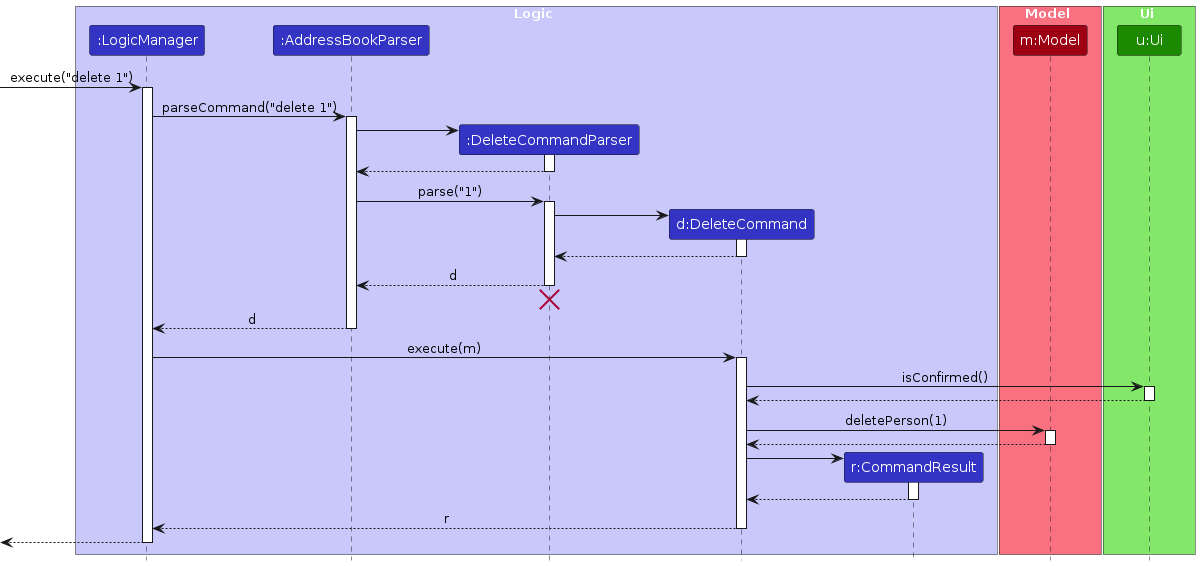 Logic
Model
Ui
:LogicManager
:AddressBookParser
m:Model
u:Ui
execute("delete 1")
parseCommand("delete 1")
:DeleteCommandParser
parse("1")
d:DeleteCommand
d
d
execute(m)
isConfirmed()
deletePerson(1)
r:CommandResult
r